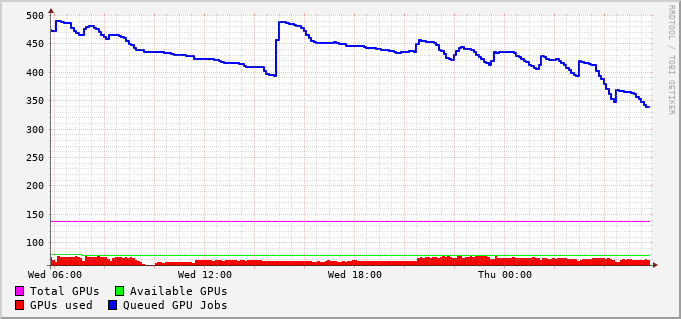 500
450
400
350
300
250
200
150
100
Wed 06:00 Wed 12:00 Wed 18:00 Thu 00:00
Total GPUs Available GPUs
GPUs used Queued GPU Jobs
RRDTOOL / TOBI OETIKER